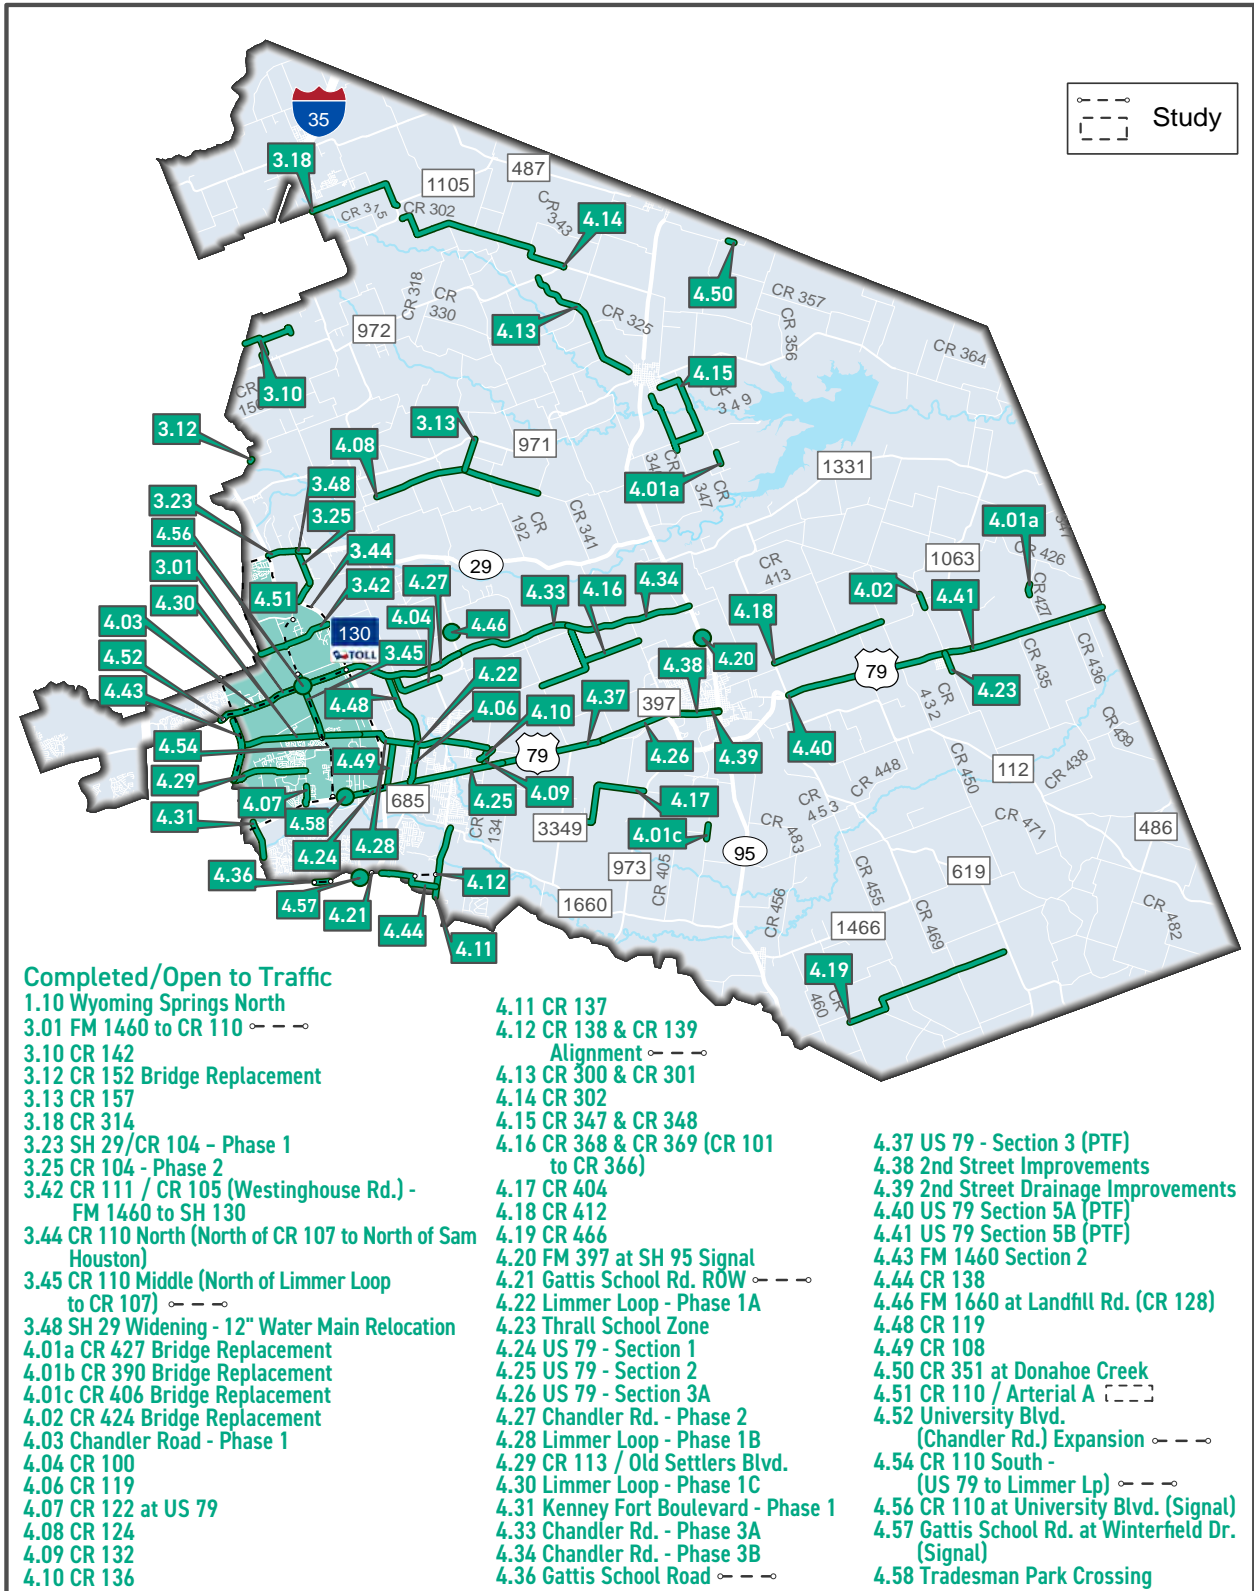 35
Study
3.18
1105
487
CR 315
CR 302
CR 343
4.14
4.50
CR 318
CR 330
972
4.13
CR 325
CR 357
CR 356
CR 364
3.10
CR 150
4.15
CR 349
3.12
3.13
4.08
971
CR 347
4.01a
1331
3.48
3.23
3.25
4.56
3.44
3.01
3.42
4.30
4.51
CR 192
CR 341
29
4.01a
1063
CR 426
CR 427
CR 413
4.02
4.41
4.27
4.33
4.16
4.34
4.04
4.03
4.52
4.43
130
TOLL
3.45
4.46
4.18
4.20
4.22
4.38
79
4.23
CR 435
CR 436
CR 432
4.48
4.06
4.10
4.37
397
4.40
CR 439
4.54
4.49
79
4.26
4.39
112
CR 438
CR 450
4.29
4.07
4.31
4.58
685
4.25
4.09
4.17
CR 448
CR 453
CR 471
486
4.24
4.28
CR 134
3349
4.01c
CR 483
95
4.36
4.57
4.21
4.44
4.12
4.11
973
CR 405
1660
CR 456
CR 455
619
1466
CR 469
CR 482
4.19
CR 460
Completed/Open to Traffic
1.10 Wyoming Springs North
3.01 FM 1460 to CR 110
3.10 CR 142
3.12 CR 152 Bridge Replacement
3.13 CR 157
3.18 CR 314
3.23 SH 29/CR 104 – Phase 1
3.25 CR 104 - Phase 2
3.42 CR 111 / CR 105 (Westinghouse Rd.) -
FM 1460 to SH 130
3.44 CR 110 North (North of CR 107 to North of Sam
Houston)
3.45 CR 110 Middle (North of Limmer Loop
to CR 107)
3.48 SH 29 Widening - 12" Water Main Relocation
4.01a CR 427 Bridge Replacement
4.01b CR 390 Bridge Replacement
4.01c CR 406 Bridge Replacement
4.02 CR 424 Bridge Replacement
4.03 Chandler Road - Phase 1
4.04 CR 100
4.06 CR 119
4.07 CR 122 at US 79
4.08 CR 124
4.09 CR 132
4.10 CR 136
4.11 CR 137
4.12 CR 138 & CR 139
Alignment
4.13 CR 300 & CR 301
4.14 CR 302
4.15 CR 347 & CR 348
4.16 CR 368 & CR 369 (CR 101
to CR 366)
4.17 CR 404
4.18 CR 412
4.19 CR 466
4.20 FM 397 at SH 95 Signal
4.21 Gattis School Rd. ROW
4.22 Limmer Loop - Phase 1A
4.23 Thrall School Zone
4.24 US 79 - Section 1
4.25 US 79 - Section 2
4.26 US 79 - Section 3A
4.27 Chandler Rd. - Phase 2
4.28 Limmer Loop - Phase 1B
4.29 CR 113 / Old Settlers Blvd.
4.30 Limmer Loop - Phase 1C
4.31 Kenney Fort Boulevard - Phase 1
4.33 Chandler Rd. - Phase 3A
4.34 Chandler Rd. - Phase 3B
4.36 Gattis School Road
4.37 US 79 - Section 3 (PTF)
4.38 2nd Street Improvements
4.39 2nd Street Drainage Improvements
4.40 US 79 Section 5A (PTF)
4.41 US 79 Section 5B (PTF)
4.43 FM 1460 Section 2
4.44 CR 138
4.46 FM 1660 at Landfill Rd. (CR 128)
4.48 CR 119
4.49 CR 108
4.50 CR 351 at Donahoe Creek
4.51 CR 110 / Arterial A
4.52 University Blvd.
(Chandler Rd.) Expansion
4.54 CR 110 South -
(US 79 to Limmer Lp)
4.56 CR 110 at University Blvd. (Signal)
4.57 Gattis School Rd. at Winterfield Dr.
(Signal)
4.58 Tradesman Park Crossing